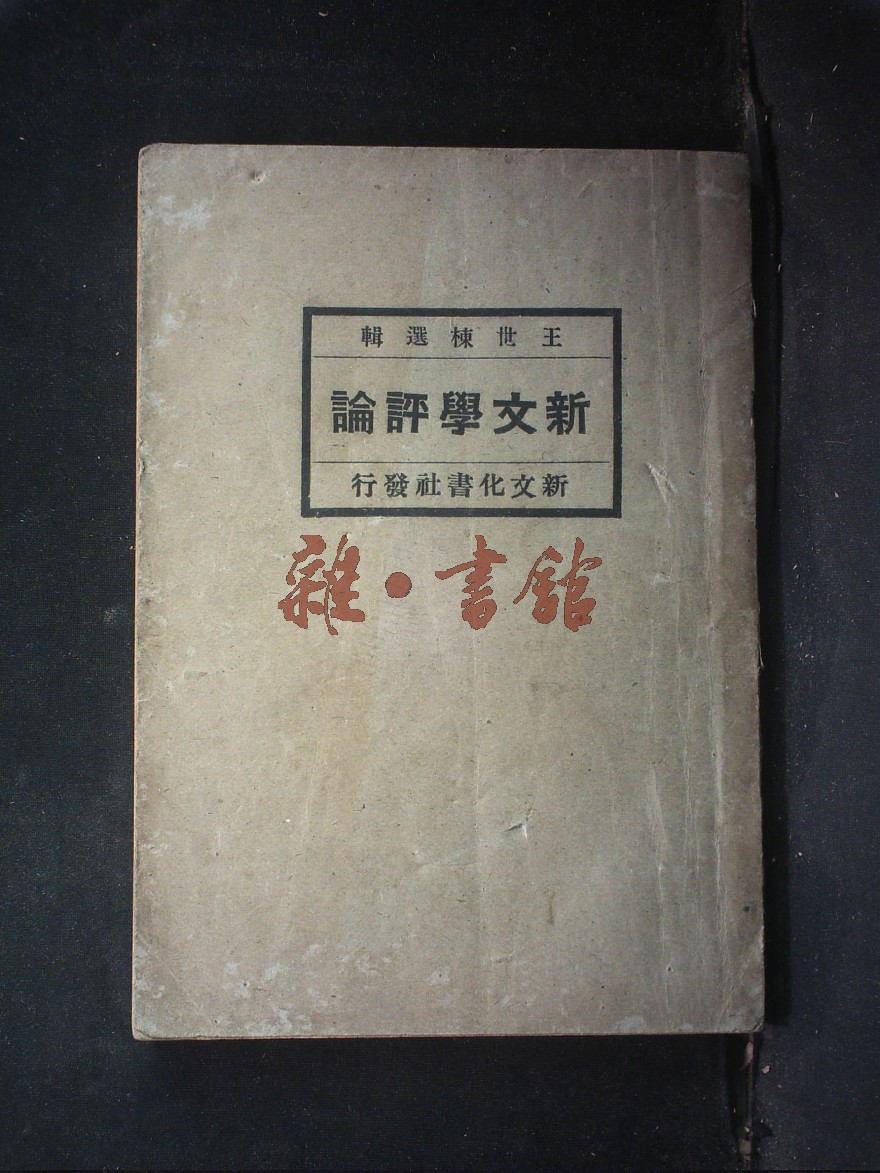 王世棟選輯
新文學評論
新文化書社發行
雜·書館